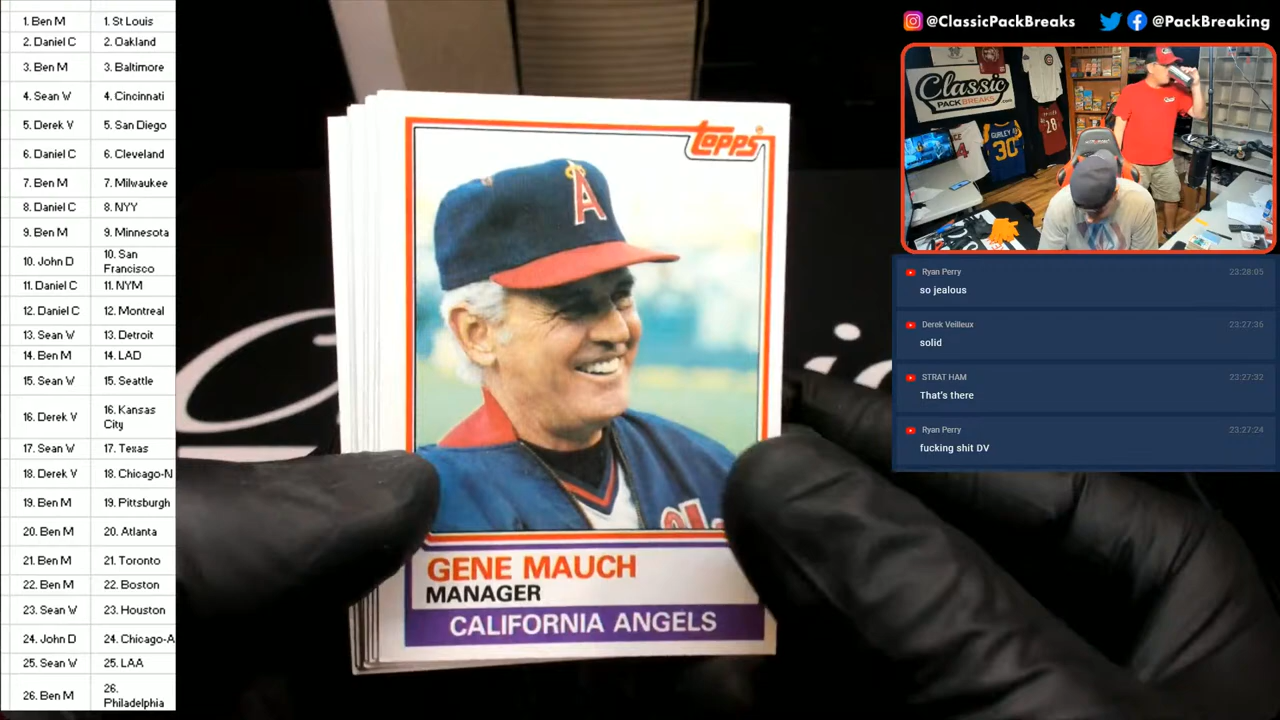 1. Ben M 1. St Louis
2. Daniel C 2. Oakland
3. Ben M 3. Baltimore
4. Sean W 4. Cincinnati
5. Derek V 5. San Diego
6. Daniel C 6. Cleveland
7. Ben M 7. Milwaukee
8. Daniel C 8. NYY
9. Ben M 9. Minnesota
10. John D 10. San
Francisco
11. Daniel C 11. NYM
12. Daniel C 12. Montreal
13. Sean W 13. Detroit
14. Ben M 14. LAD
15. Sean W 15. Seattle
16. Derek V 16. Kansas
City
17. Sean W 17. Texas
18. Derek V 18. Chicago-N
19. Ben M 19. Pittsburgh
20. Ben M 20. Atlanta
21. Ben M 21. Toronto
22. Ben M 22. Boston
23. Sean W 23. Houston
24. John D 24. Chicago-A
25. Sean W 25. LAA
26. Ben M 26.
Philadelphia
topps
A
GENE MAUCH
MANAGER
CALIFORNIA ANGELS
@ClassicPackBreaks @PackBreaking
Classic
PACKBREAKS.com
GURLEY
30
28
Ryan Perry 23:28:05
so jealous
Derek Veilleux 23:27:36
solid
STRAT HAM 23:27:32
That's there
Ryan Perry 23:27:24
fucking shit DV